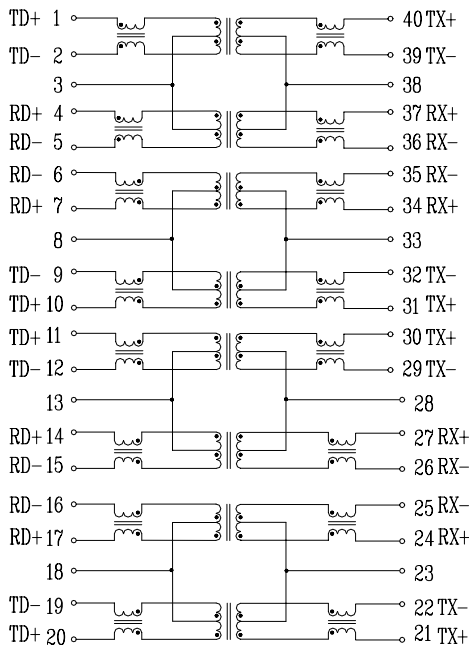 TD+ 1 40 TX+
TD- 2 39 TX-
3 38
RD+ 4 37 RX+
RD- 5 36 RX-
RD- 6 35 RX-
RD+ 7 34 RX+
8 33
TD- 9 32 TX-
TD+ 10 31 TX+
TD+ 11 30 TX+
TD- 12 29 TX-
13 28
RD+ 14 27 RX+
RD- 15 26 RX-
RD- 16 25 RX-
RD+ 17 24 RX+
18 23
TD- 19 22 TX-
TD+ 20 21 TX+